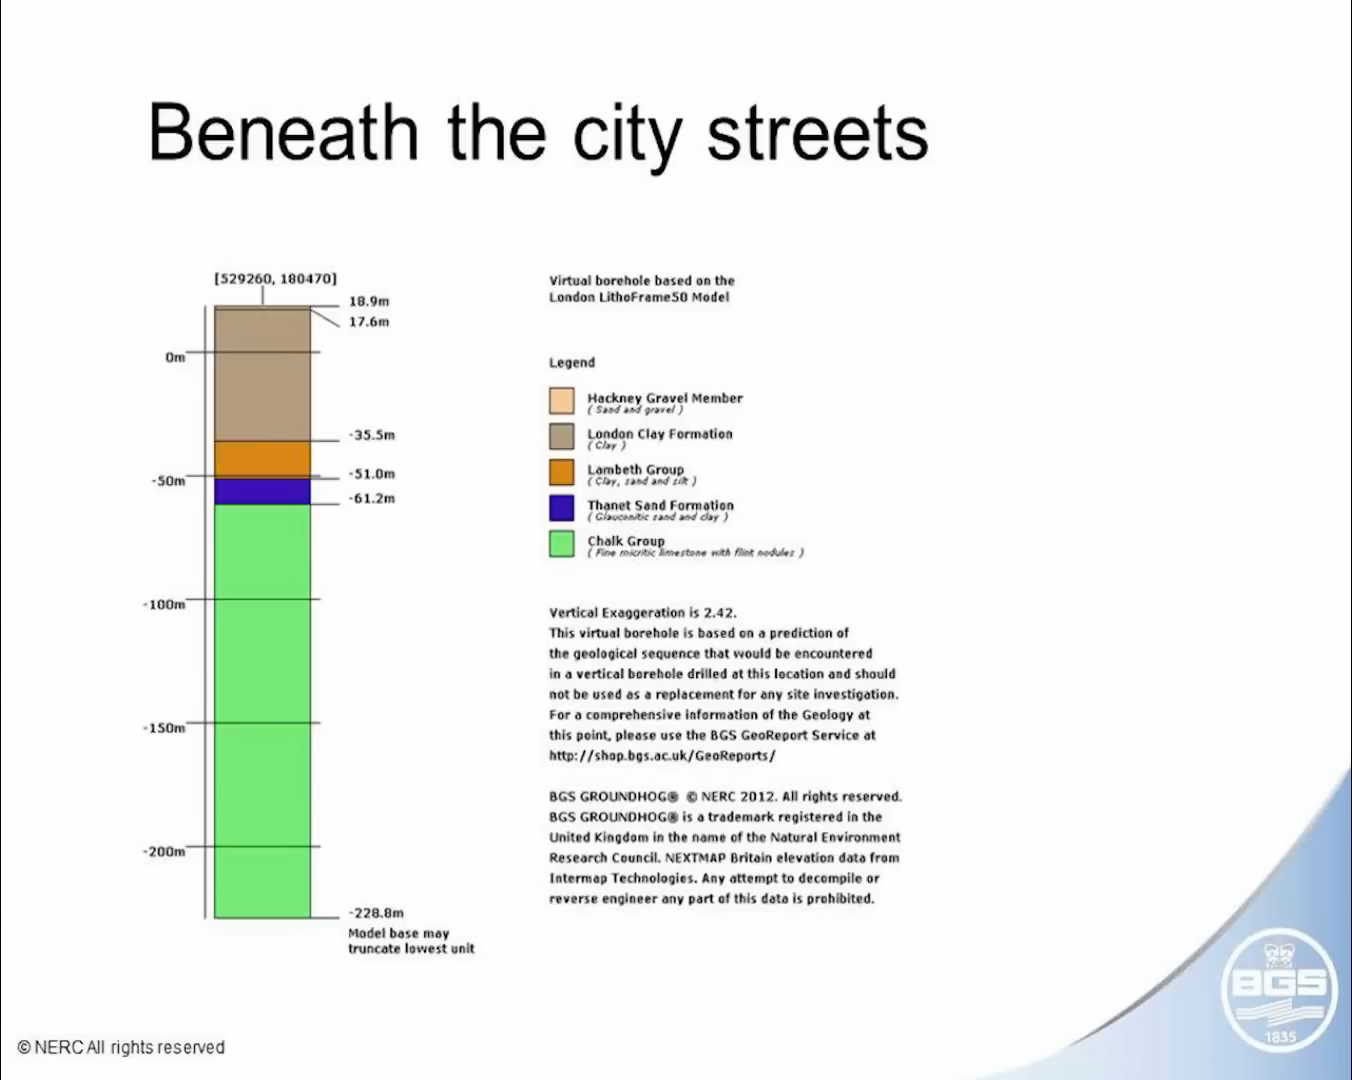 Beneath the city streets
[529260, 180470]
18.9m
17.6m
0m
-35.5m
-51.0m
-50m
-61.2m
-100m
-150m
-200m
-228.8m
Model base may
truncate lowest unit
Virtual borehole based on the
London LithoFrame50 Model
Legend
Hackney Gravel Member
( Sand and gravel )
London Clay Formation
( Clay )
Lambeth Group
( Clay, sand and silt )
Thanet Sand Formation
( Glauconitic sand and clay )
Chalk Group
( Fine micritic limestone with flint nodules )
Vertical Exaggeration is 2.42.
This virtual borehole is based on a prediction of
the geological sequence that would be encountered
in a vertical borehole drilled at this location and should
not be used as a replacement for any site investigation.
For a comprehensive information of the Geology at
this point, please use the BGS GeoReport Service at
http://shop.bgs.ac.uk/GeoReports/
BGS GROUNDHOG® © NERC 2012. All rights reserved.
BGS GROUNDHOG® is a trademark registered in the
United Kingdom in the name of the Natural Environment
Research Council. NEXTMAP Britain elevation data from
Intermap Technologies. Any attempt to decompile or
reverse engineer any part of this data is prohibited.
BGS
1835
© NERC All rights reserved